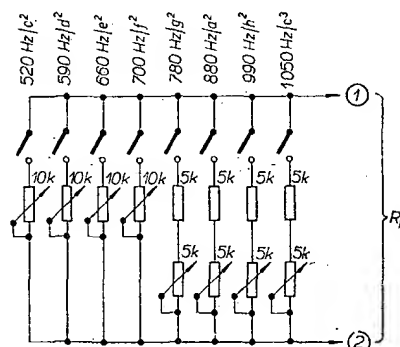 520 Hz/c²
590 Hz/d²
660 Hz/e²
700 Hz/f²
780 Hz/g²
880 Hz/a²
990 Hz/h²
1050 Hz/c³
1
10k
10k
10k
10k
5k
5k
5k
5k
5k
5k
5k
5k
2